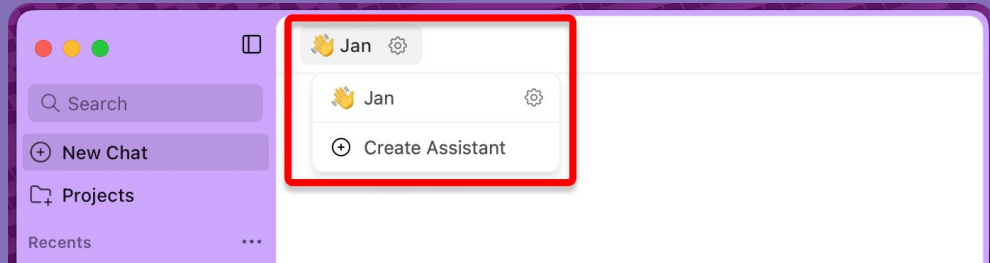 👋 Jan
Search
👋 Jan
New Chat
Create Assistant
Projects
Recents